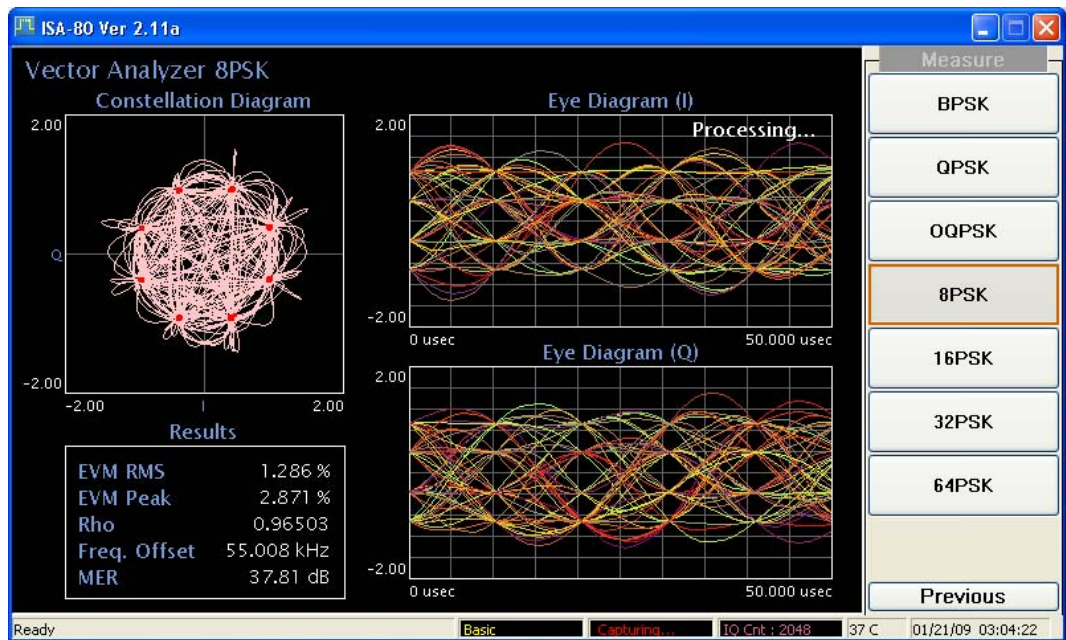 ISA-80 Ver 2.11a
Vector Analyzer 8PSK
Constellation Diagram
2.00
Q
-2.00
-2.00 I 2.00
Eye Diagram (I)
2.00
Processing...
-2.00
0 usec 50.000 usec
Eye Diagram (Q)
2.00
-2.00
0 usec 50.000 usec
Results
EVM RMS 1.286 %
EVM Peak 2.871 %
Rho 0.96503
Freq. Offset 55.008 kHz
MER 37.81 dB
Measure
BPSK
QPSK
OQPSK
8PSK
16PSK
32PSK
64PSK
Previous
Ready Basic Capturing... IQ Cnt : 2048 37 C 01/21/09 03:04:22